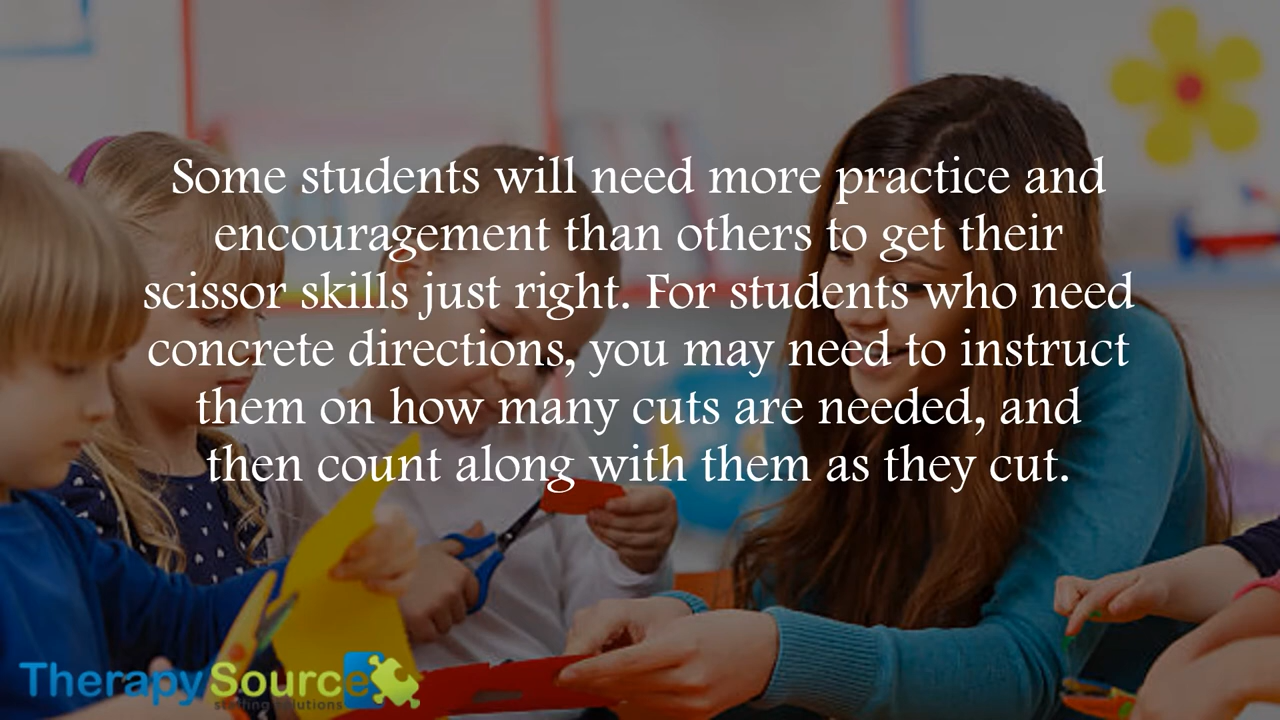 Some students will need more practice and
encouragement than others to get their
scissor skills just right. For students who need
concrete directions, you may need to instruct
them on how many cuts are needed, and
then count along with them as they cut.
TherapySource
staffing solutions